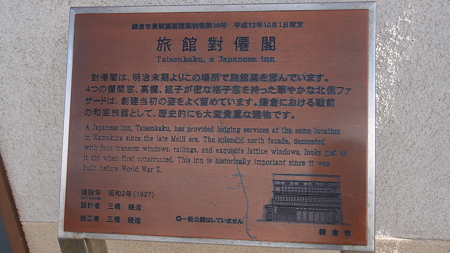 鎌倉市景観重要建築物等第19号 平成12年10月1日指定
旅館對僊閣
Taisenkaku, a Japanese inn
對僊閣は、明治末期よりこの場所で旅館業を営んでいます。
4つの欄間窓、高欄、組子が密な格子窓を持った華やかな北側ファ
サードは、創建当初の姿をよく留めています。鎌倉における戦前
の和風旅館として、歴史的にも大変貴重な建物です。
A Japanese inn, Taisenkaku, has provided lodging services at the same location
in Kamakura since the late Meiji era. The splendid north facade, decorated
with four transom windows, railings, and exquisite lattice windows, looks just as
it did when first constructed. This inn is historically important since it was
built before World War 2.
建設年 昭和2年(1927)
設計者 三橋 幾造
施工者 三橋 幾造
◎一般公開はしていません
鎌倉市